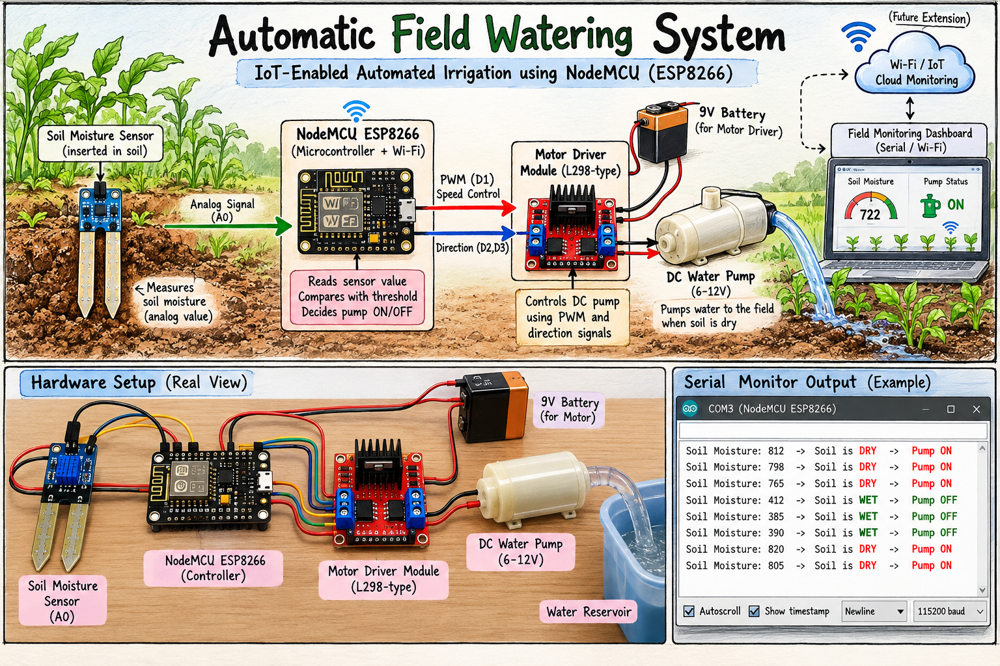 Automatic Field Watering System
IoT-Enabled Automated Irrigation using NodeMCU (ESP8266)
(Future Extension)
Wi-Fi / IoT
Cloud Monitoring
Field Monitoring Dashboard
(Serial / Wi-Fi)
Soil Moisture
722
Pump Status
ON
Soil Moisture Sensor
(inserted in soil)
← Measures
soil moisture
(analog value)
Analog Signal
(A0)
NodeMCU ESP8266
(Microcontroller + Wi-Fi)
Reads sensor value
Compares with threshold
Decides pump ON/OFF
PWM (D1)
Speed Control
Direction (D2,D3)
Motor Driver
Module (L298-type)
Controls DC pump
using PWM and
direction signals
9V Battery
(for Motor Driver)
DC Water Pump
(6-12V)
Pumps water to the field
when soil is dry
Hardware Setup (Real View)
9V Battery
(for Motor)
Soil Moisture
Sensor
(A0)
NodeMCU ESP8266
(Controller)
Motor Driver Module
(L298-type)
DC Water Pump
(6-12V)
Water Reservoir
Serial Monitor Output (Example)
COM3 (NodeMCU ESP8266)
Soil Moisture: 812 -> Soil is DRY -> Pump ON
Soil Moisture: 798 -> Soil is DRY -> Pump ON
Soil Moisture: 765 -> Soil is DRY -> Pump ON
Soil Moisture: 412 -> Soil is WET -> Pump OFF
Soil Moisture: 385 -> Soil is WET -> Pump OFF
Soil Moisture: 390 -> Soil is WET -> Pump OFF
Soil Moisture: 820 -> Soil is DRY -> Pump ON
Soil Moisture: 805 -> Soil is DRY -> Pump ON
Autoscroll Show timestamp Newline 115200 baud